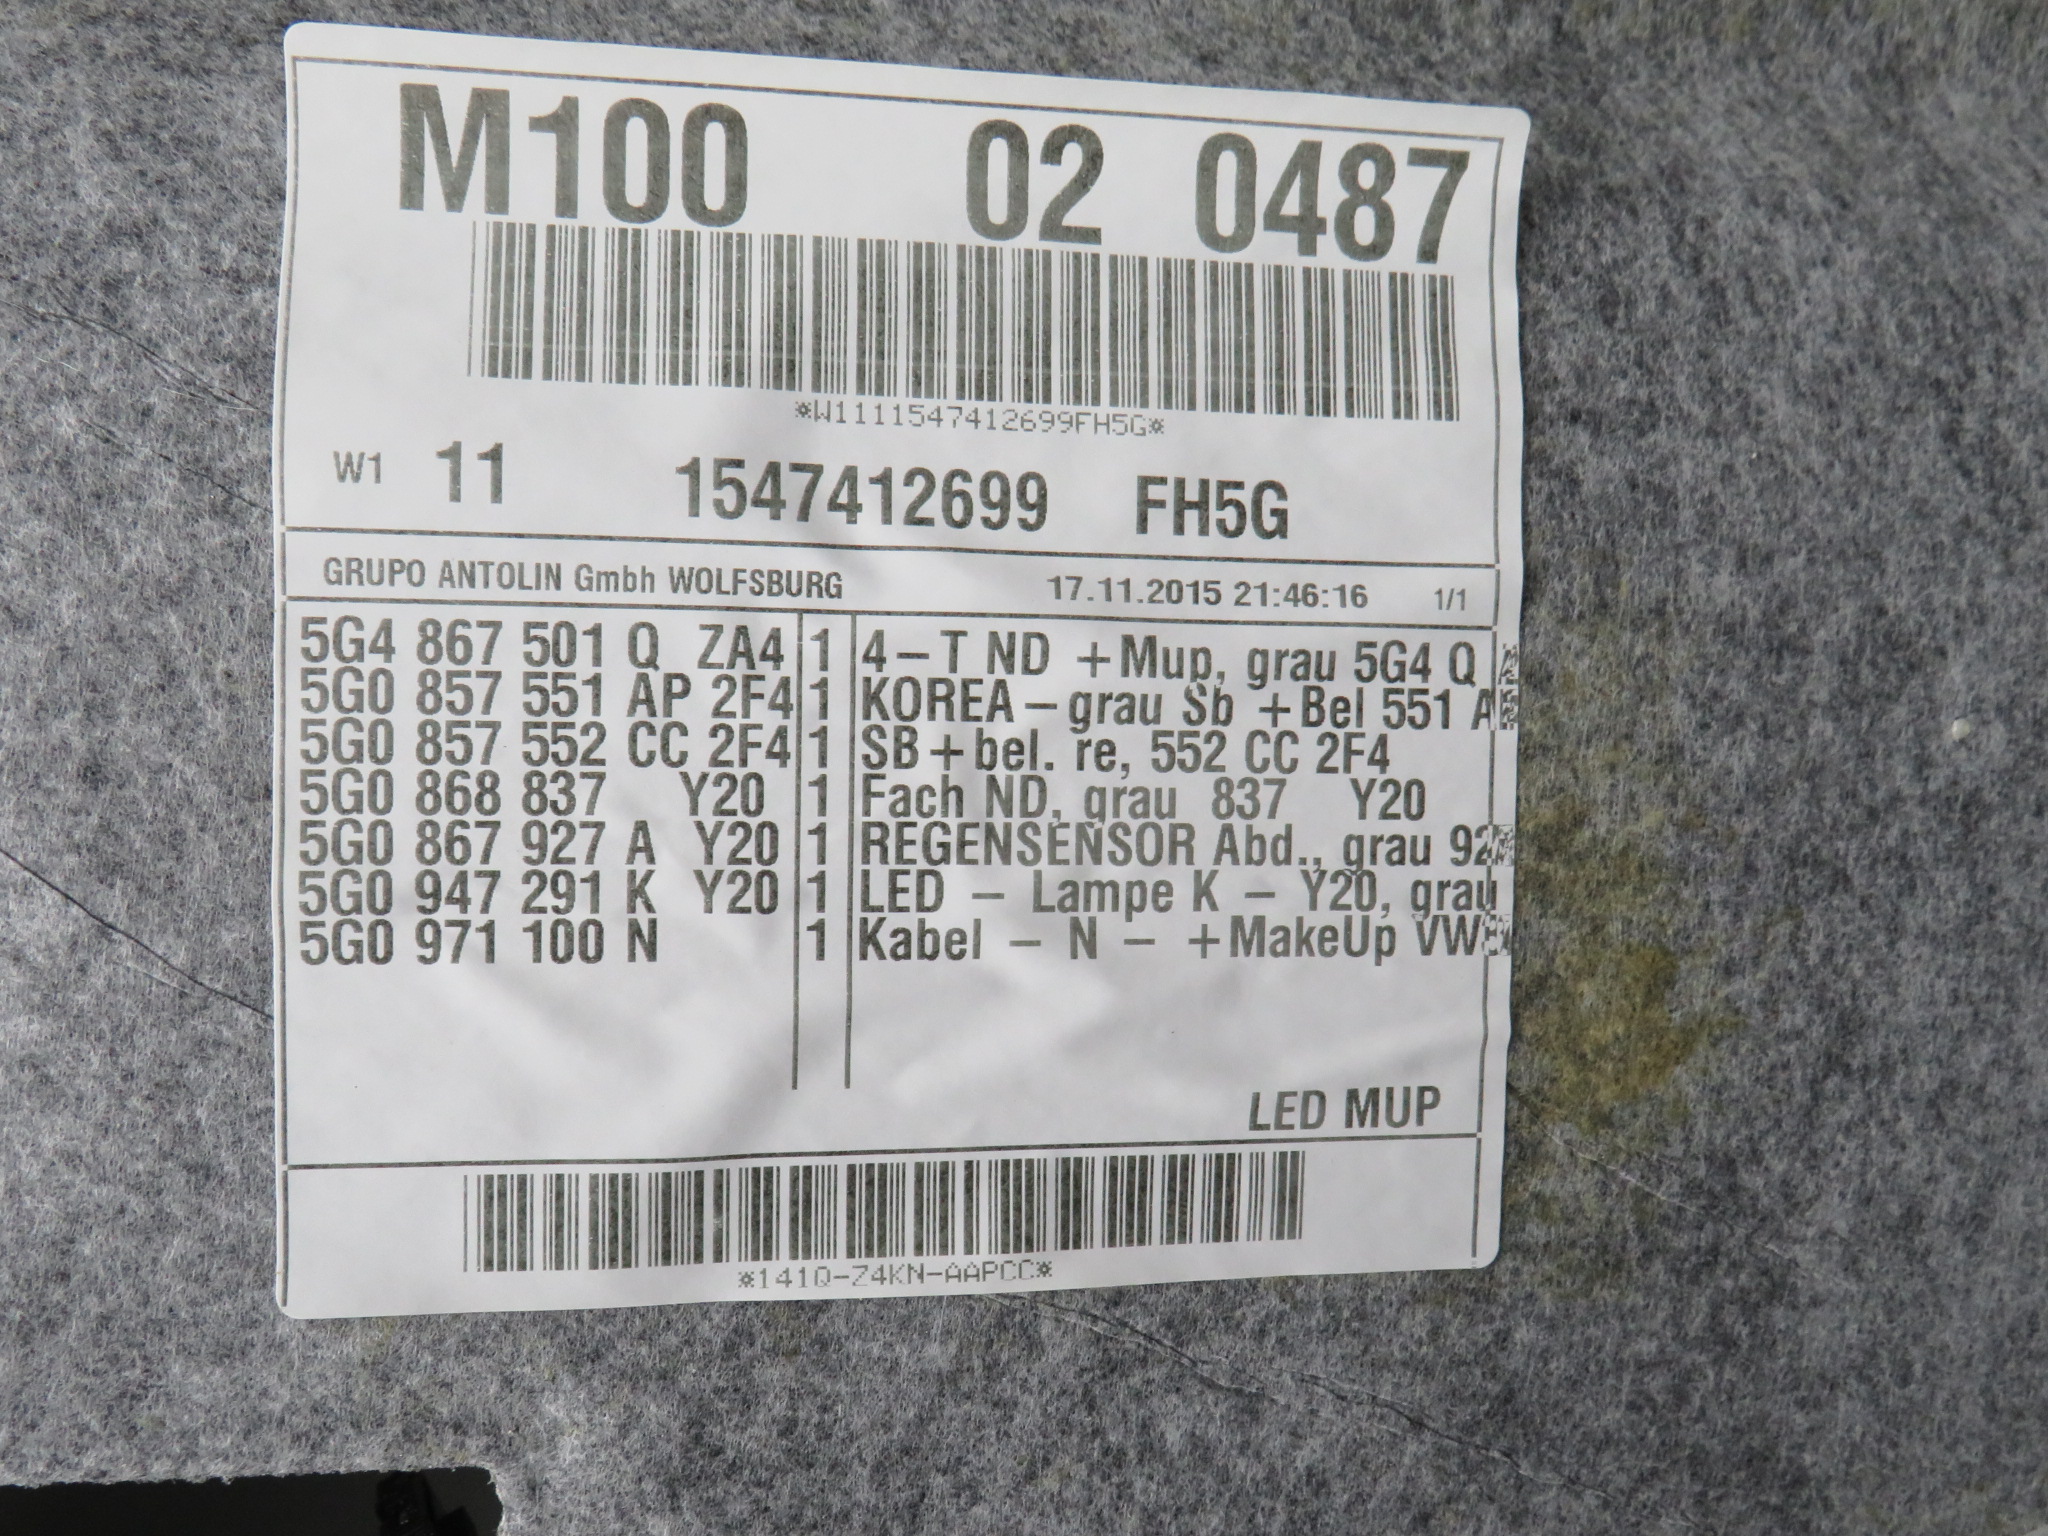 M100 02 0487
*W1111547412699FH5G*
W1 11 1547412699 FH5G
GRUPO ANTOLIN Gmbh WOLFSBURG 17.11.2015 21:46:16 1/1
5G4 867 501 Q ZA4 1 4-T ND +Mup, grau 5G4 Q
5G0 857 551 AP 2F4 1 KOREA - grau Sb +Bel 551 A
5G0 857 552 CC 2F4 1 SB+bel. re, 552 CC 2F4
5G0 868 837 Y20 1 Fach ND, grau 837 Y20
5G0 867 927 A Y20 1 REGENSENSOR Abd., grau 92
5G0 947 291 K Y20 1 LED - Lampe K - Y20, grau
5G0 971 100 N 1 Kabel - N - +MakeUp VW
LED MUP
*141Q-Z4KN-AAPCC*